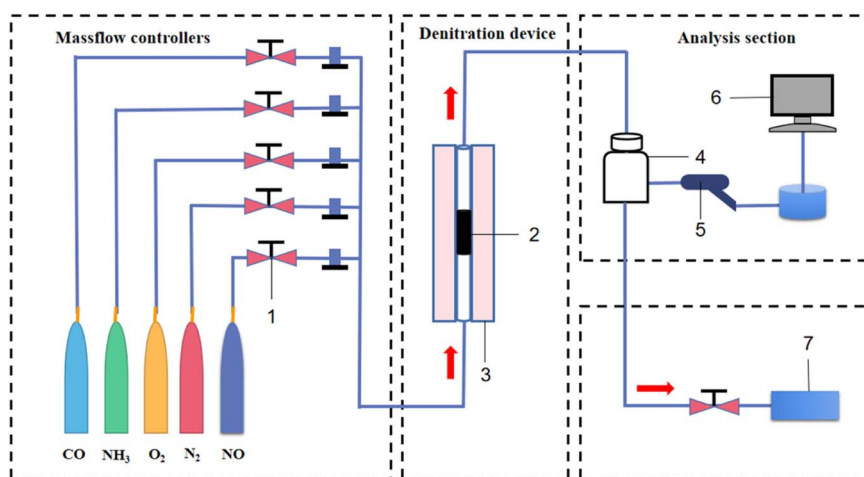 Massflow controllers
Denitration device
Analysis section
6
4
5
2
1
3
7
CO NH₃ O₂ N₂ NO